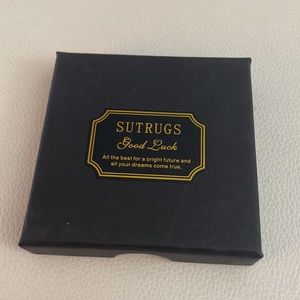 SUTRUGS
Good Luck
All the best for a bright future and
all your dreams come true.